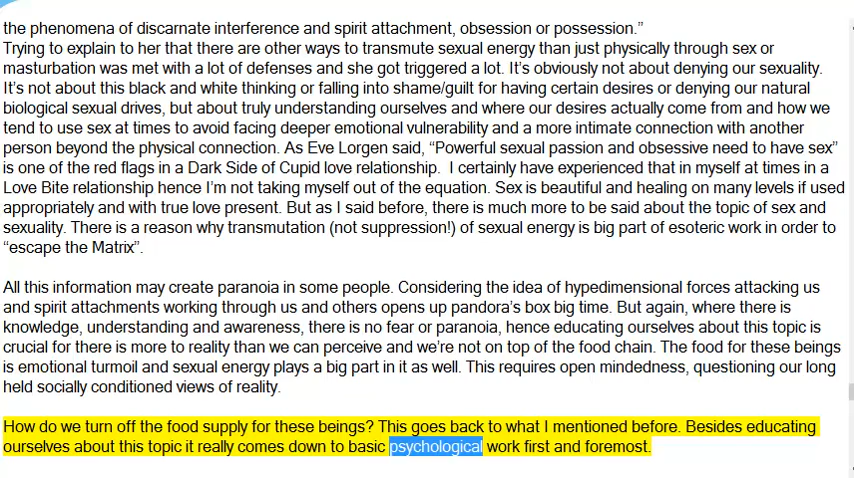 the phenomena of discarnate interference and spirit attachment, obsession or possession.”
Trying to explain to her that there are other ways to transmute sexual energy than just physically through sex or
masturbation was met with a lot of defenses and she got triggered a lot. It’s obviously not about denying our sexuality.
It’s not about this black and white thinking or falling into shame/guilt for having certain desires or denying our natural
biological sexual drives, but about truly understanding ourselves and where our desires actually come from and how we
tend to use sex at times to avoid facing deeper emotional vulnerability and a more intimate connection with another
person beyond the physical connection. As Eve Lorgen said, “Powerful sexual passion and obsessive need to have sex”
is one of the red flags in a Dark Side of Cupid love relationship.  I certainly have experienced that in myself at times in a
Love Bite relationship hence I’m not taking myself out of the equation. Sex is beautiful and healing on many levels if used
appropriately and with true love present. But as I said before, there is much more to be said about the topic of sex and
sexuality. There is a reason why transmutation (not suppression!) of sexual energy is big part of esoteric work in order to
“escape the Matrix”.
All this information may create paranoia in some people. Considering the idea of hypedimensional forces attacking us
and spirit attachments working through us and others opens up pandora’s box big time. But again, where there is
knowledge, understanding and awareness, there is no fear or paranoia, hence educating ourselves about this topic is
crucial for there is more to reality than we can perceive and we’re not on top of the food chain. The food for these beings
is emotional turmoil and sexual energy plays a big part in it as well. This requires open mindedness, questioning our long
held socially conditioned views of reality.
How do we turn off the food supply for these beings? This goes back to what I mentioned before. Besides educating
ourselves about this topic it really comes down to basic psychological work first and foremost.